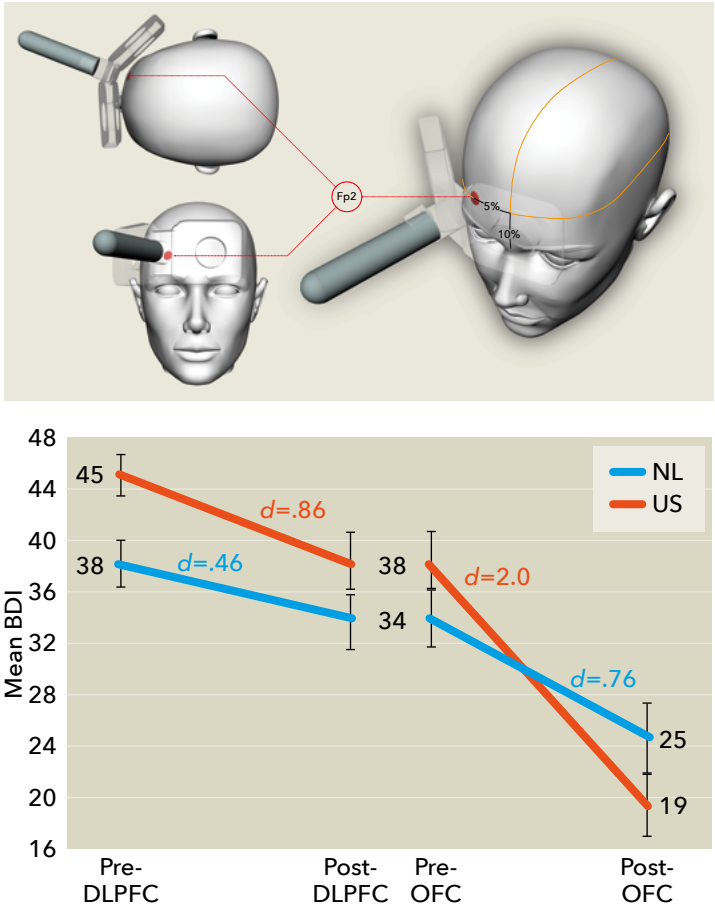 Fp2
5%
10%
48
44
40
36
32
28
24
20
16
Mean BDI
NL
US
45
38
d=.86
d=.46
38
34
d=2.0
d=.76
25
19
Pre-
DLPFC
Post-
DLPFC
Pre-
OFC
Post-
OFC